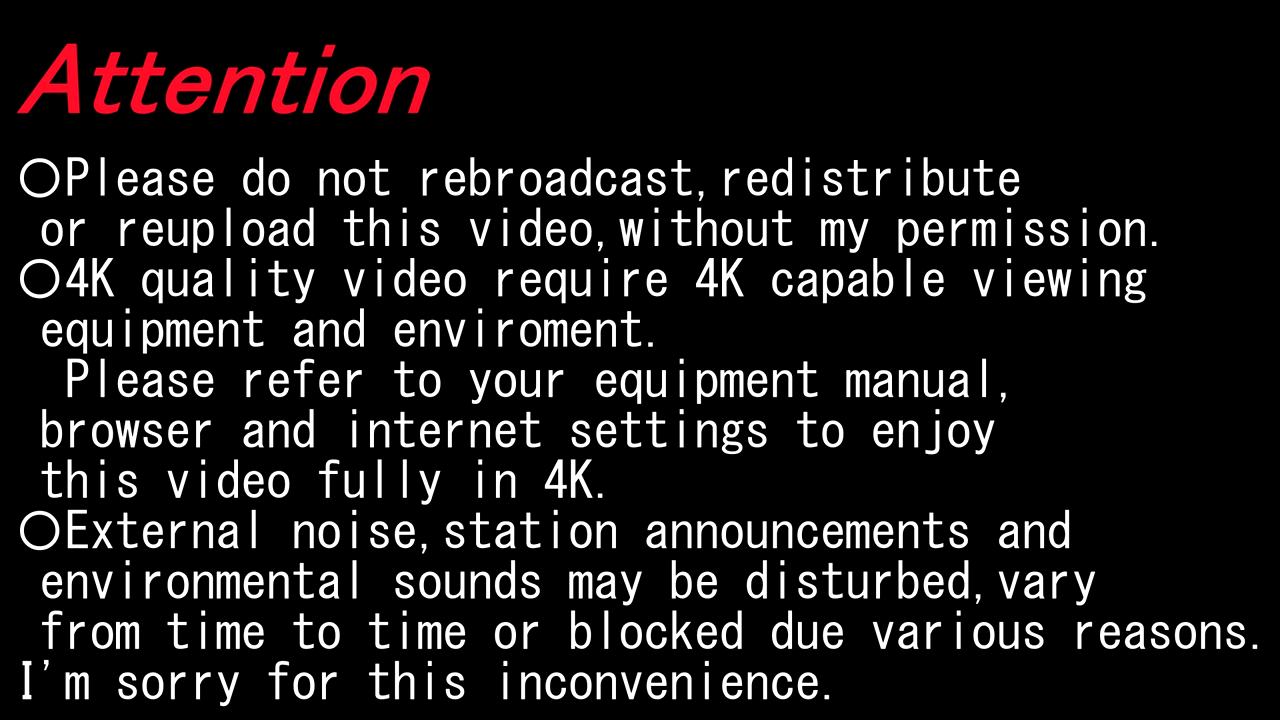 Attention
○Please do not rebroadcast,redistribute
or reupload this video,without my permission.
○4K quality video require 4K capable viewing
equipment and enviroment.
Please refer to your equipment manual,
browser and internet settings to enjoy
this video fully in 4K.
○External noise,station announcements and
environmental sounds may be disturbed,vary
from time to time or blocked due various reasons.
I'm sorry for this inconvenience.